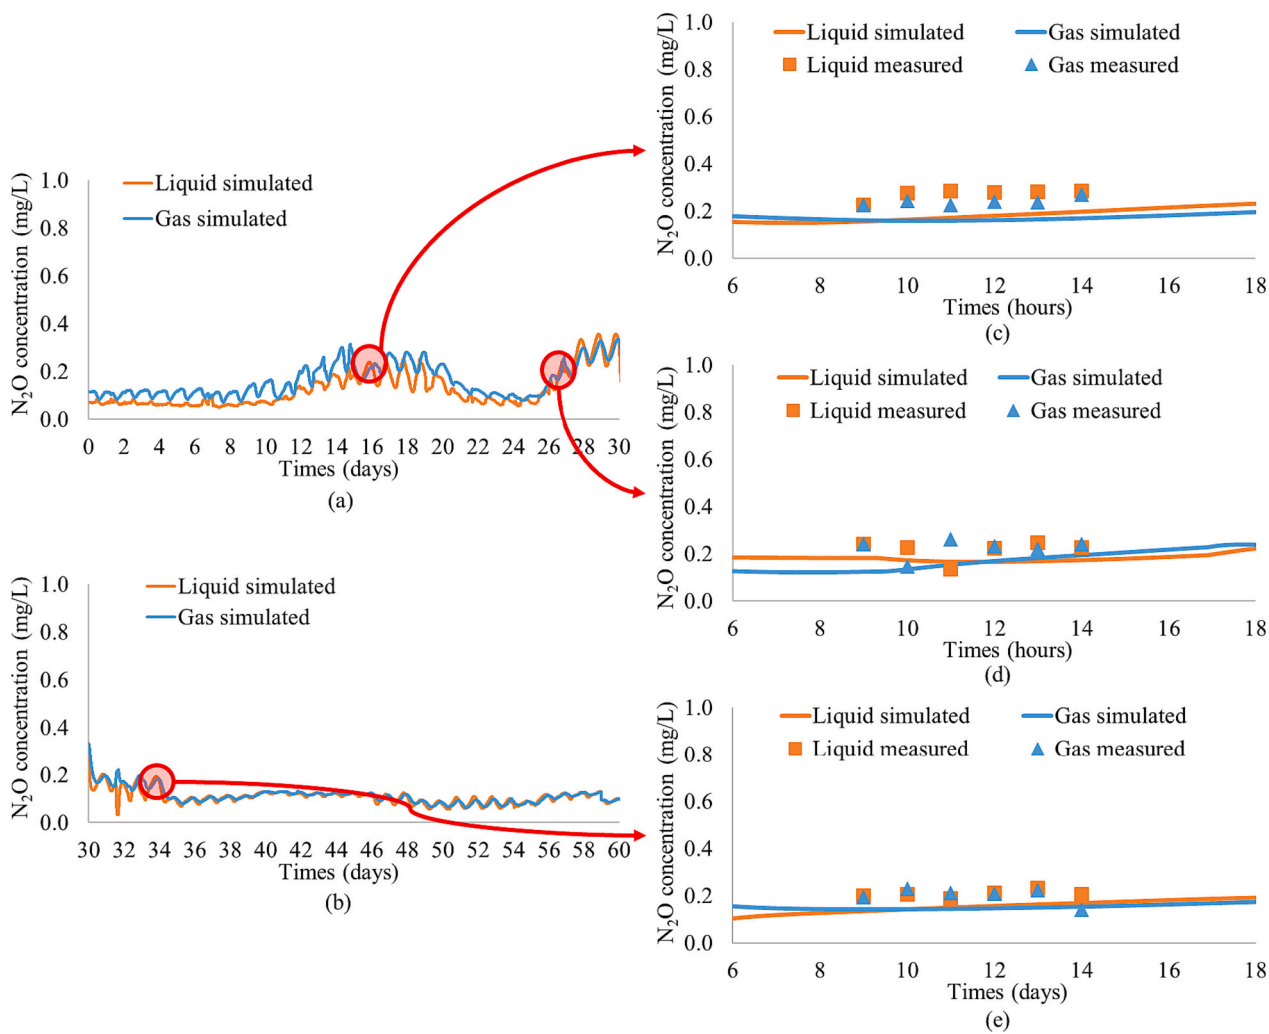 Liquid simulated
Gas simulated
N₂O concentration (mg/L)
1.0
0.8
0.6
0.4
0.2
0.0
0 2 4 6 8 10 12 14 16 18 20 22 24 26 28 30
Times (days)
(a)
Liquid simulated
Gas simulated
N₂O concentration (mg/L)
1.0
0.8
0.6
0.4
0.2
0.0
30 32 34 36 38 40 42 44 46 48 50 52 54 56 58 60
Times (days)
(b)
Liquid simulated Gas simulated
Liquid measured Gas measured
N₂O concentration (mg/L)
1.0
0.8
0.6
0.4
0.2
0.0
6 8 10 12 14 16 18
Times (hours)
(c)
Liquid simulated Gas simulated
Liquid measured Gas measured
N₂O concentration (mg/L)
1.0
0.8
0.6
0.4
0.2
0.0
6 8 10 12 14 16 18
Times (hours)
(d)
Liquid simulated Gas simulated
Liquid measured Gas measured
N₂O concentration (mg/L)
1.0
0.8
0.6
0.4
0.2
0.0
6 8 10 12 14 16 18
Times (days)
(e)